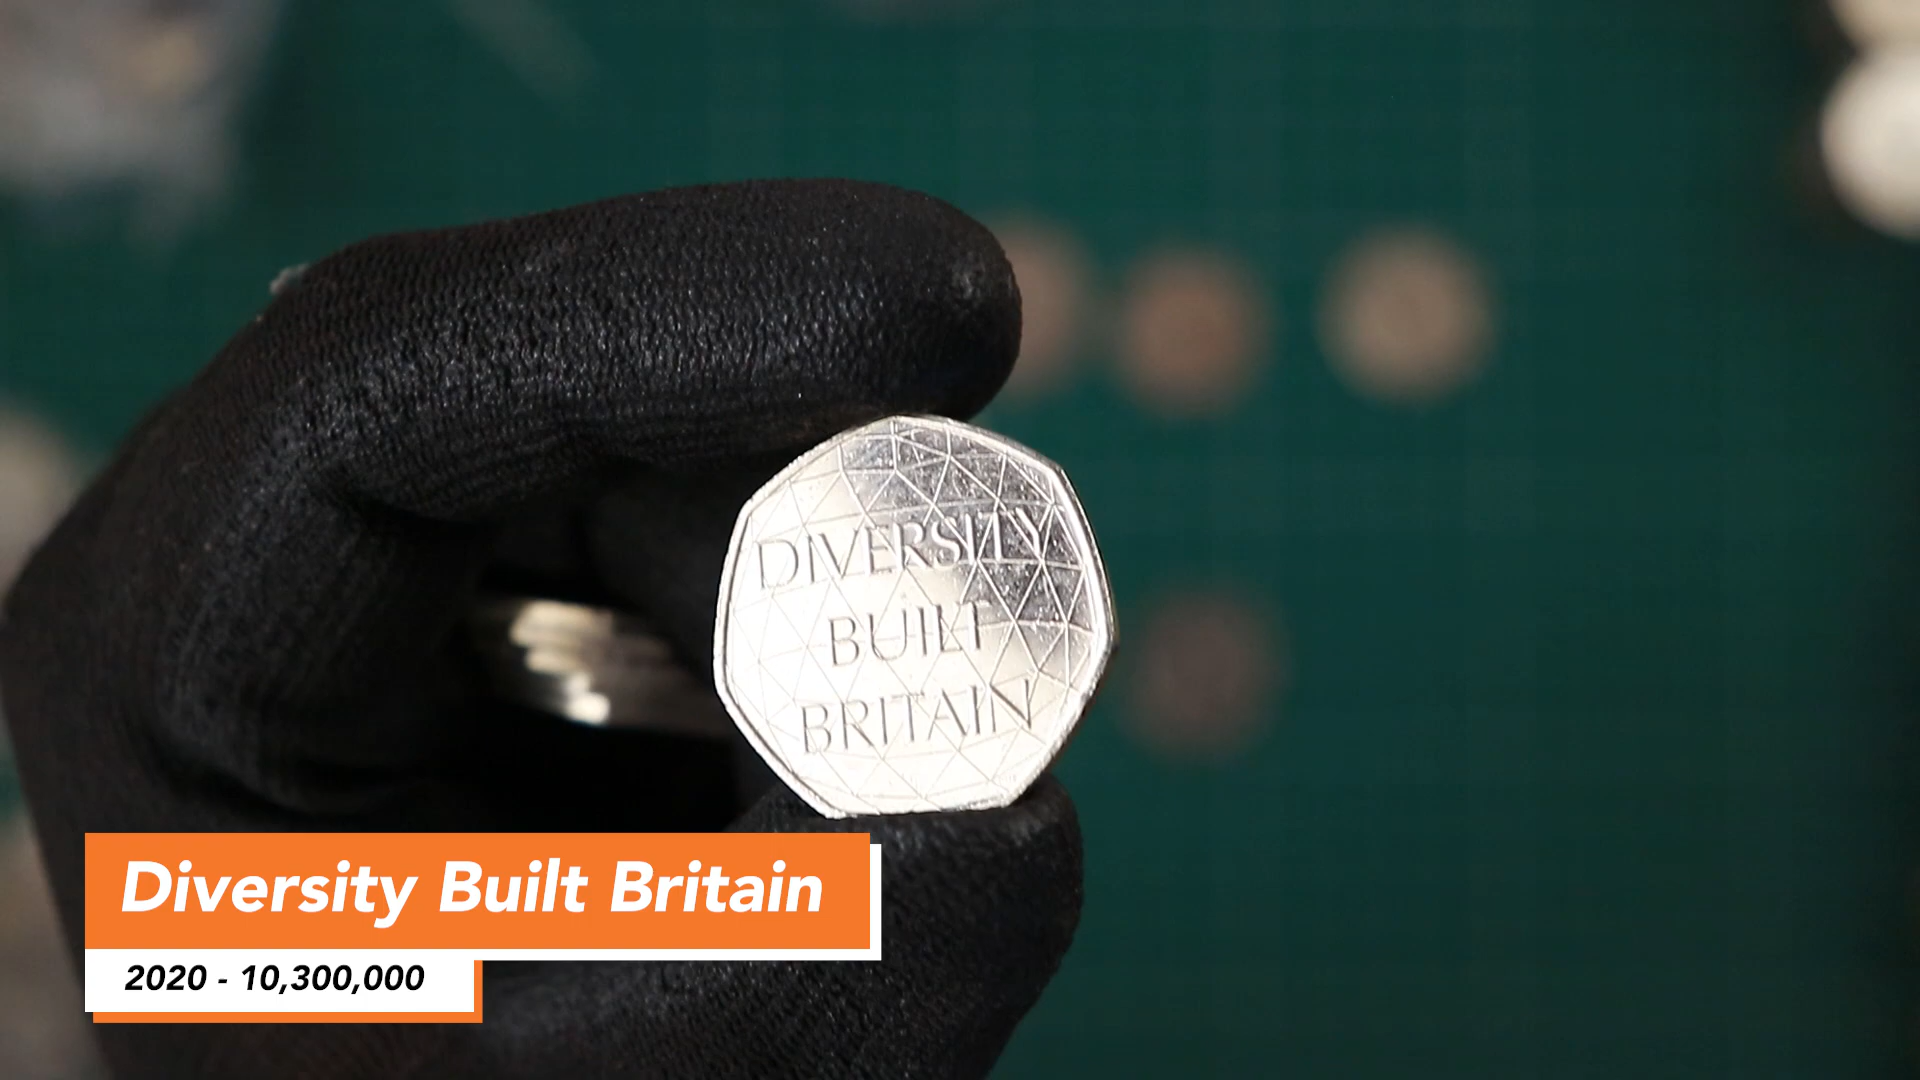 DIVERSITY
BUILT
BRITAIN
Diversity Built Britain
2020 - 10,300,000